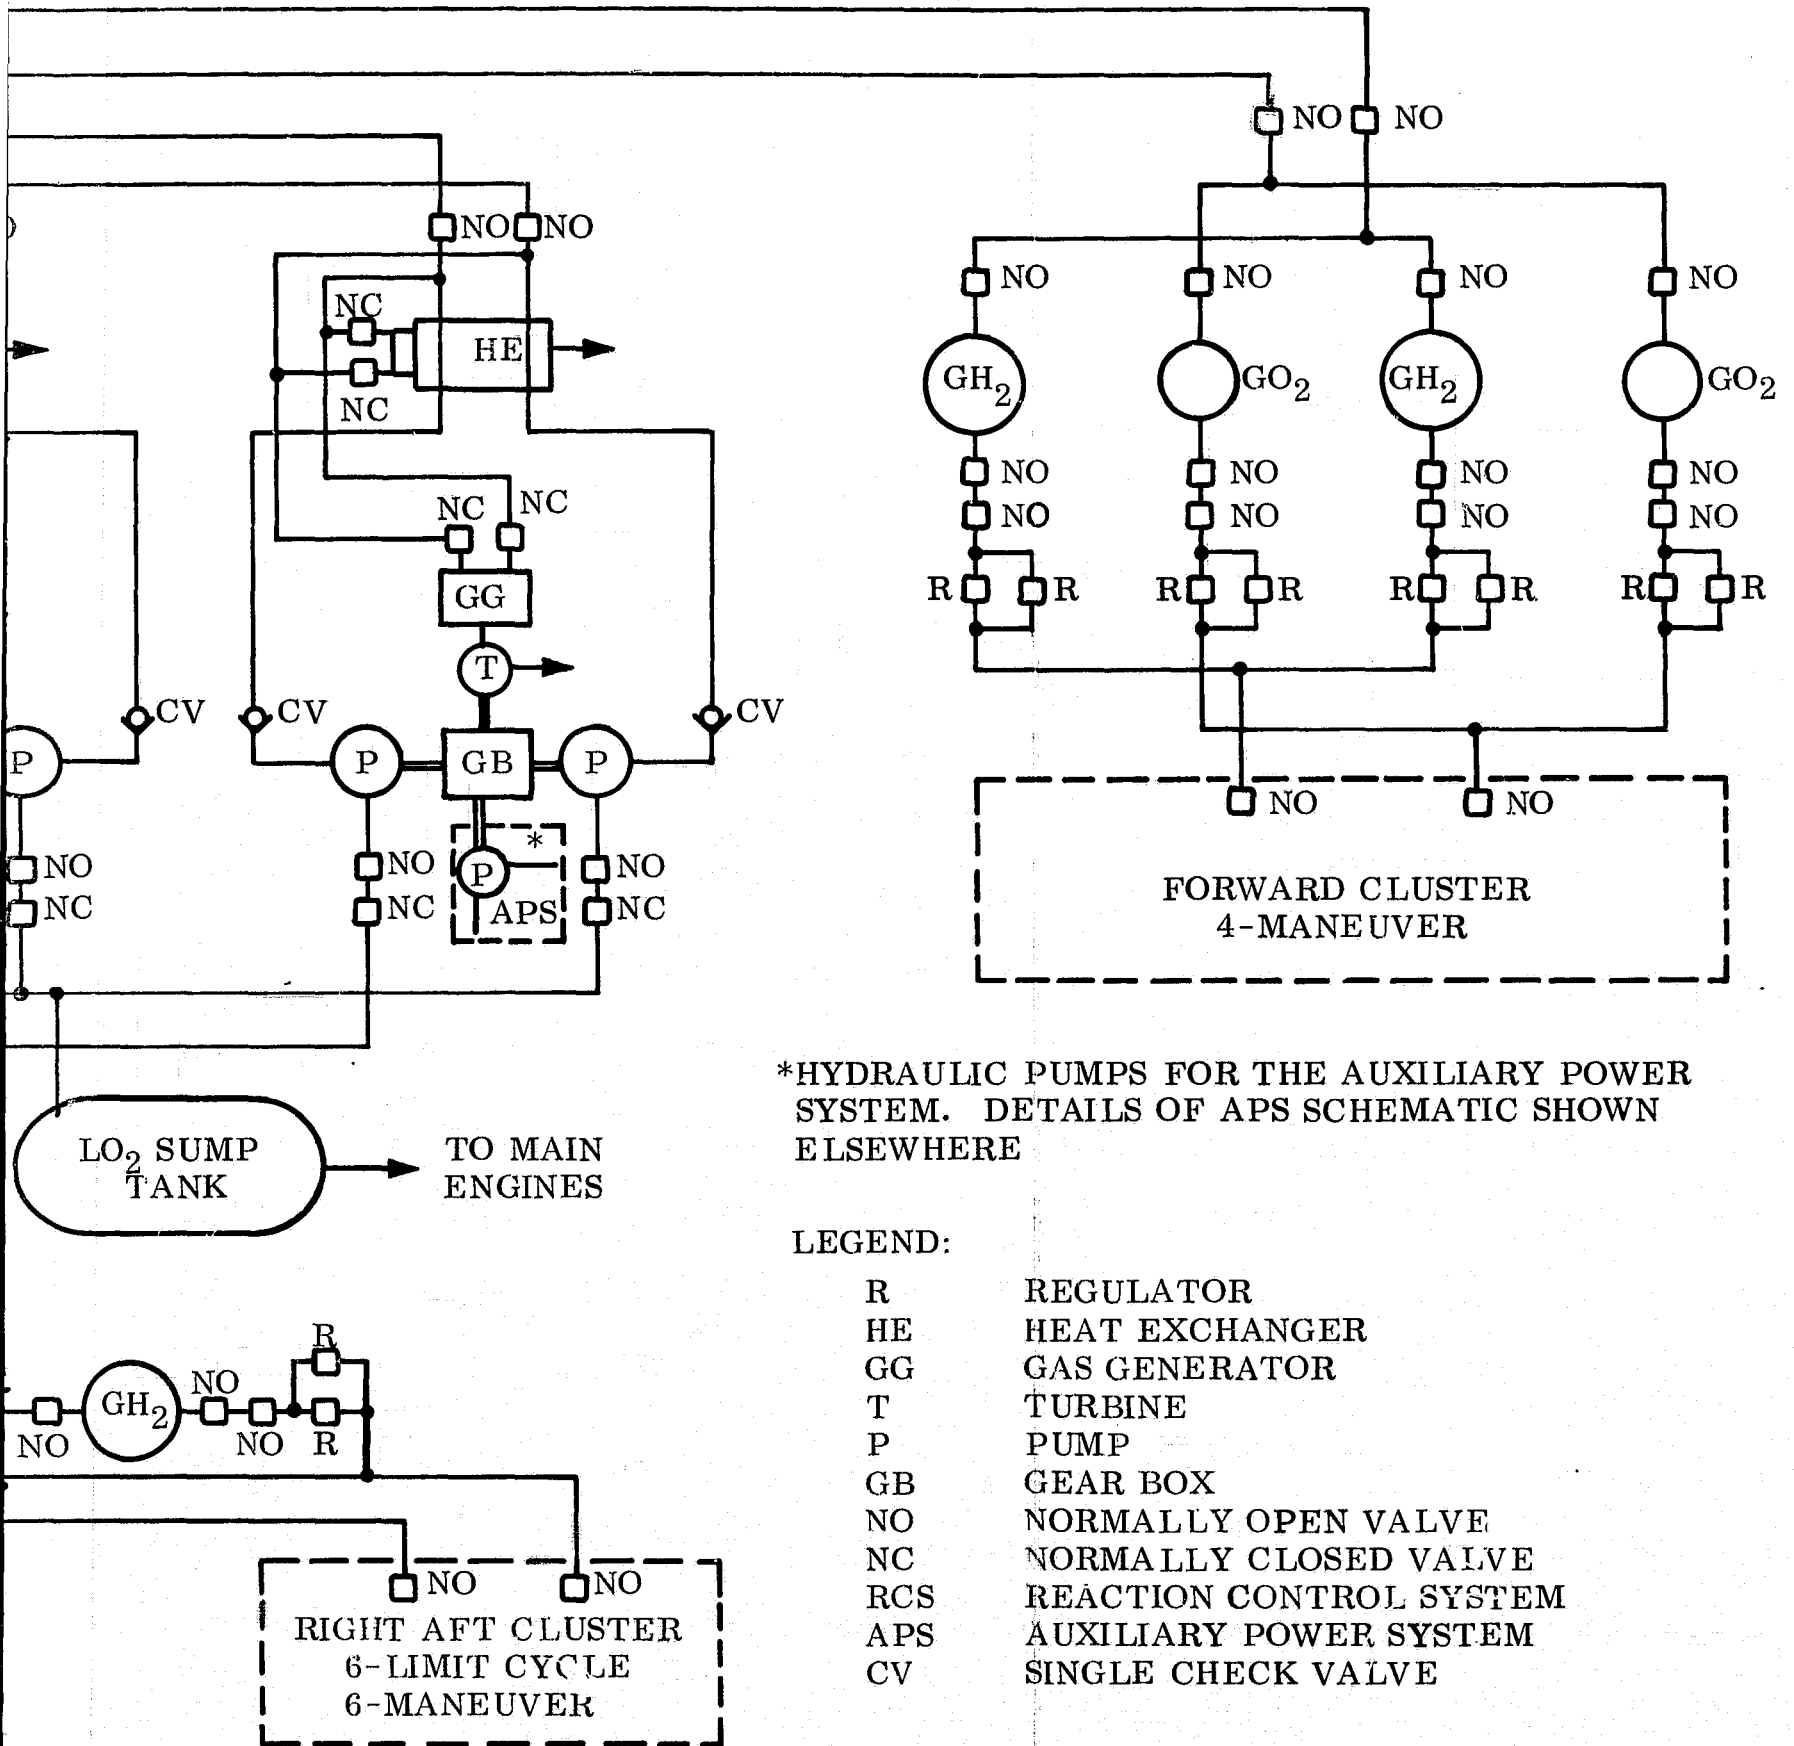 NO NO
NO NO
NO NO NO NO
NC
HE
GH2 GO2 GH2 GO2
NC
NO NO NO NO
NC NC
NO NO NO NO
GG
R R R R R R R R
T
CV CV CV
P P GB P
NO NO
*
NO NO NO
P
NC NC APS NC
FORWARD CLUSTER
4-MANEUVER
*HYDRAULIC PUMPS FOR THE AUXILIARY POWER
SYSTEM. DETAILS OF APS SCHEMATIC SHOWN
ELSEWHERE
LO2 SUMP
TANK
TO MAIN
ENGINES
LEGEND:
R REGULATOR
HE HEAT EXCHANGER
GG GAS GENERATOR
T TURBINE
P PUMP
GB GEAR BOX
NO NORMALLY OPEN VALVE
NC NORMALLY CLOSED VALVE
RCS REACTION CONTROL SYSTEM
APS AUXILIARY POWER SYSTEM
CV SINGLE CHECK VALVE
R
NO
GH2
NO NO R
NO NO
RIGHT AFT CLUSTER
6-LIMIT CYCLE
6-MANEUVER